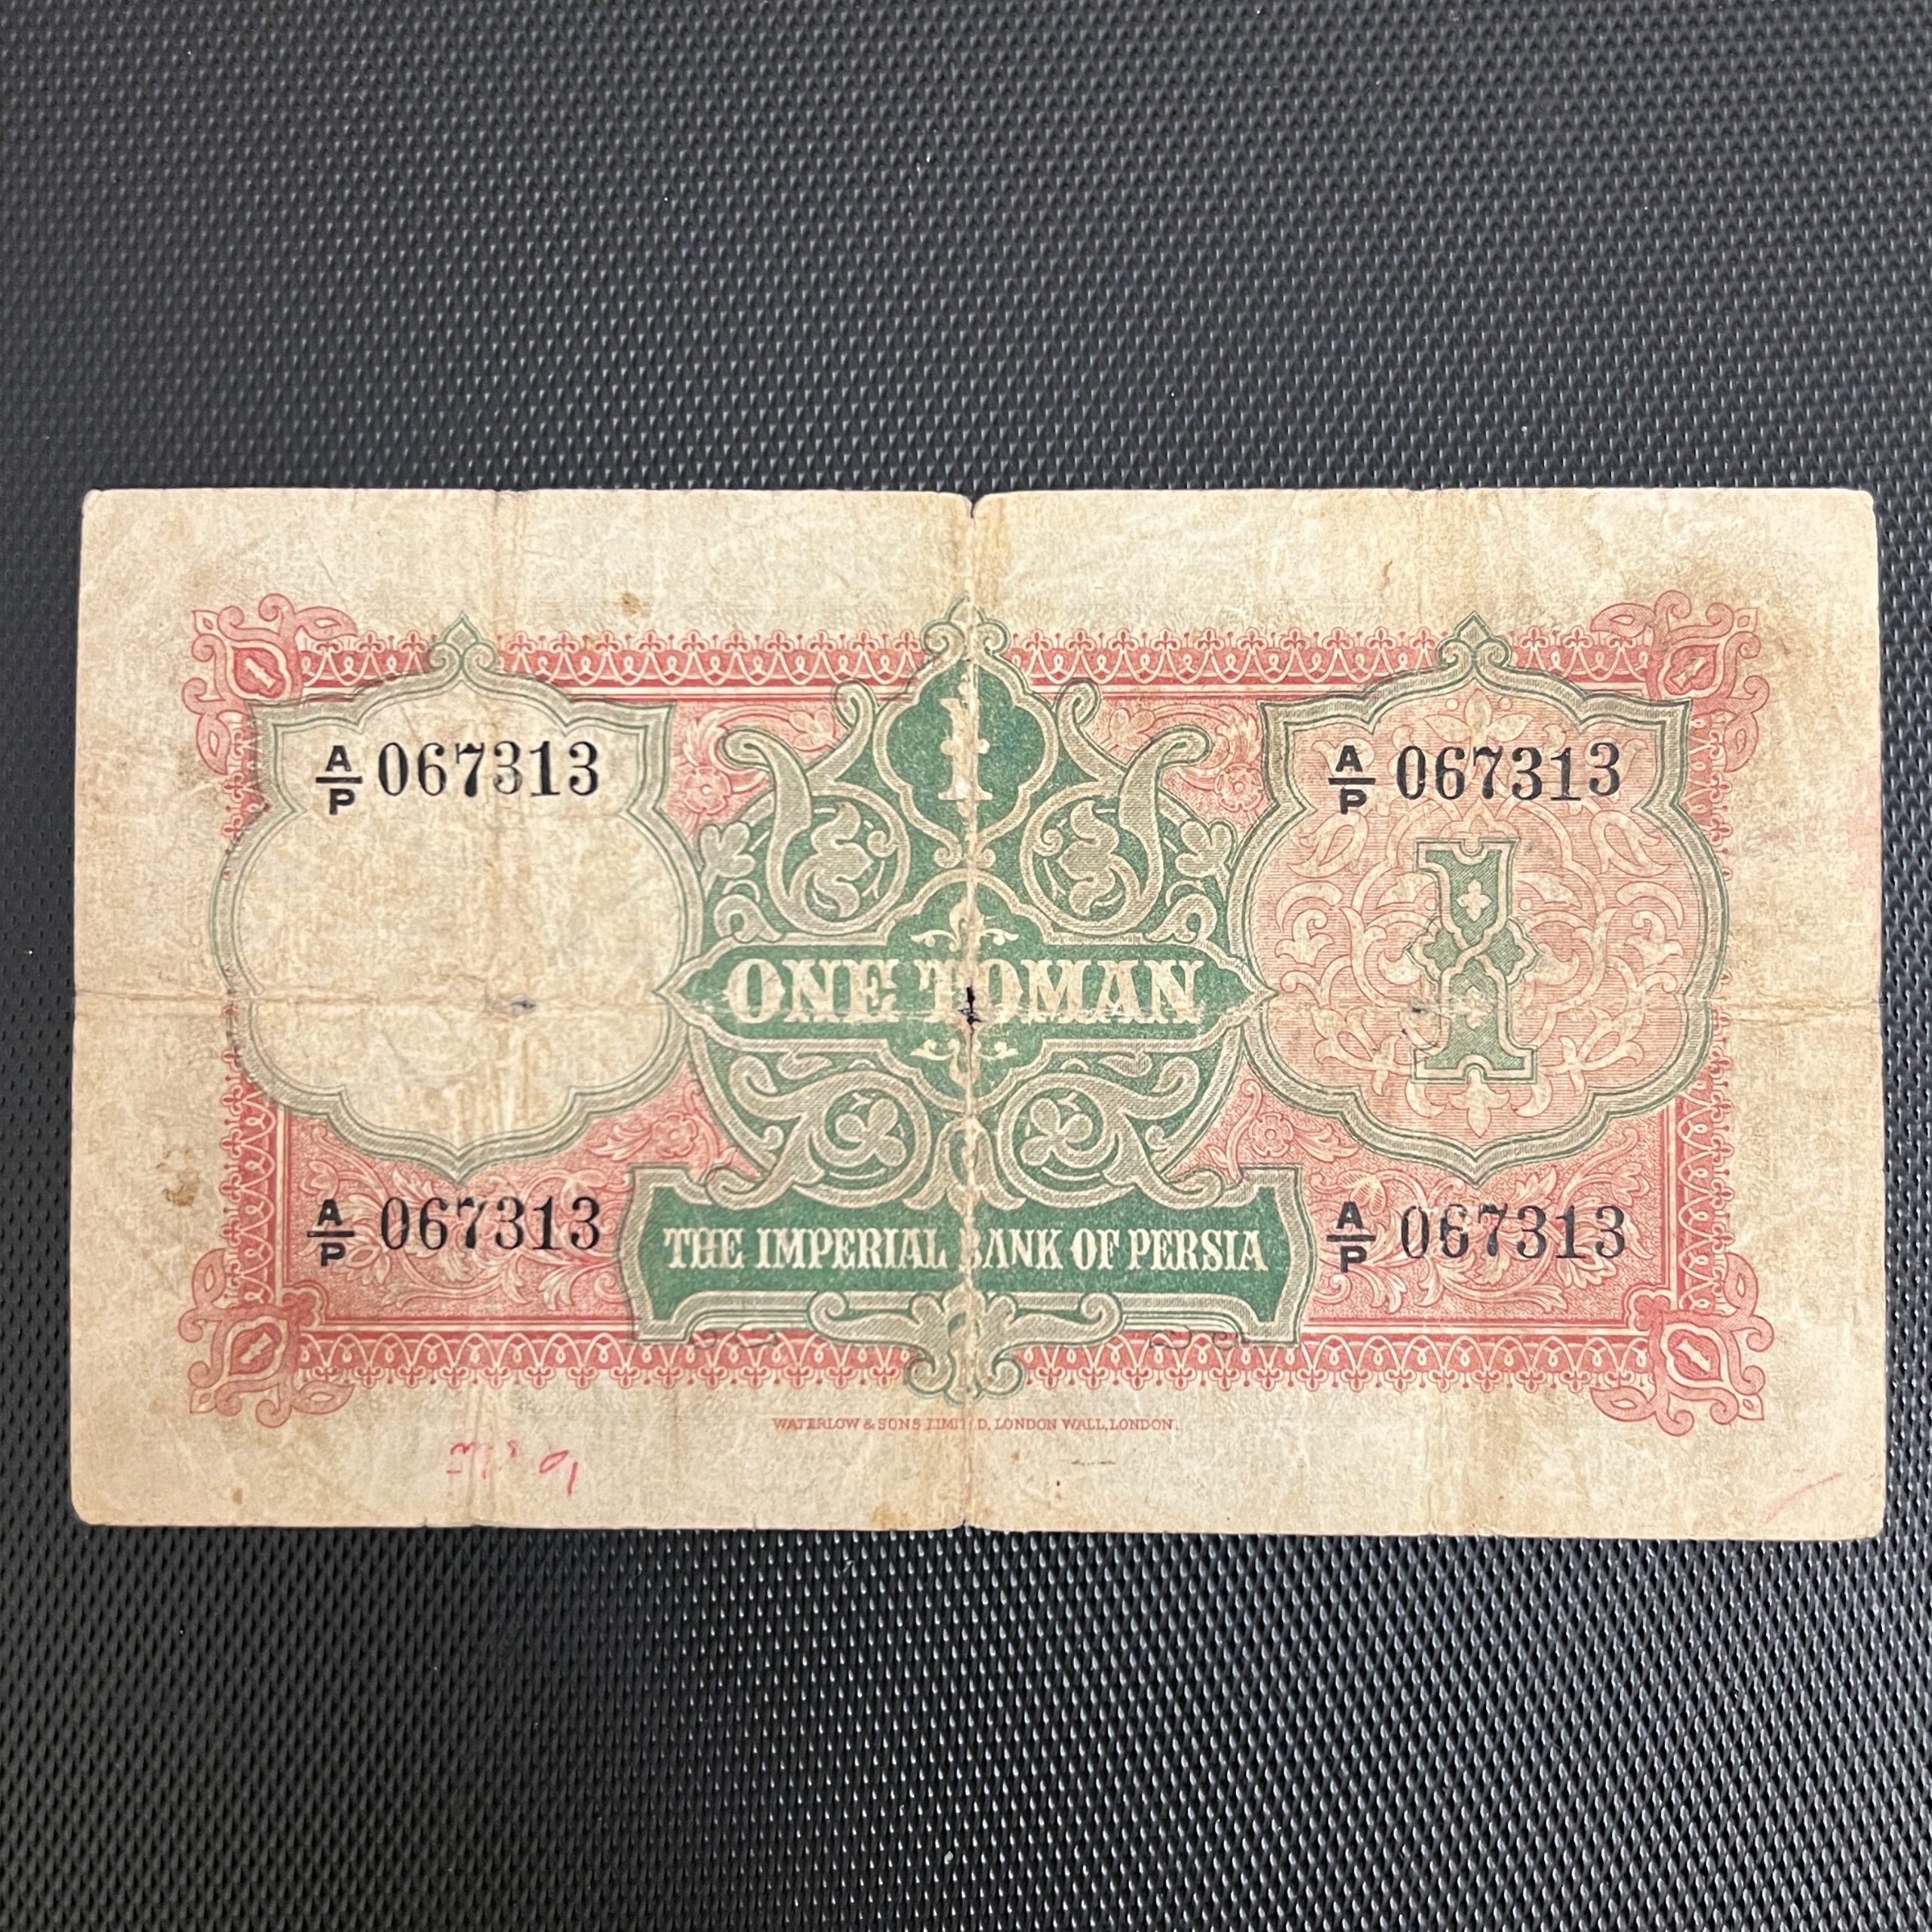 A/P 067313
1
A/P 067313
ONE TOMAN
1
A/P 067313
THE IMPERIAL BANK OF PERSIA
A/P 067313
WATERLOW & SONS LIMITED, LONDON WALL, LONDON.